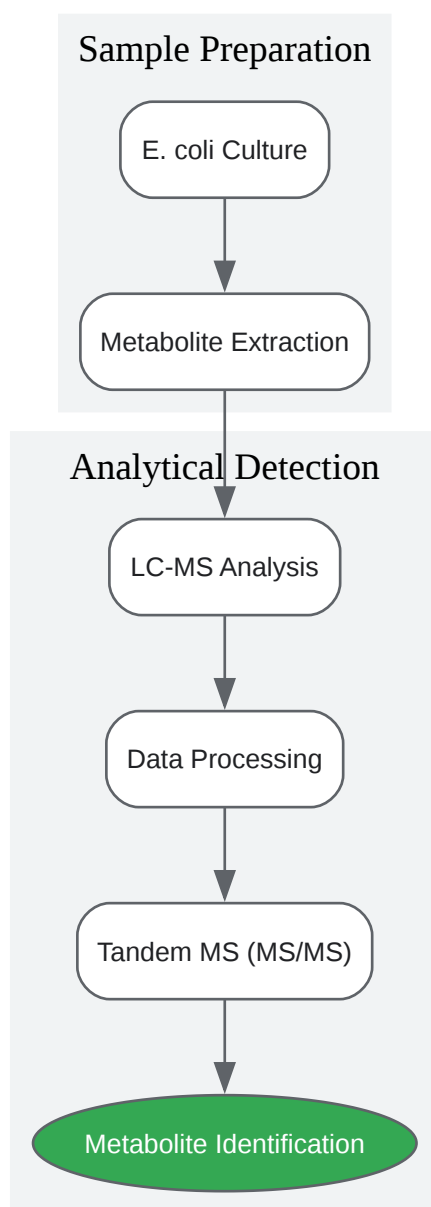 Sample Preparation
E. coli Culture
Metabolite Extraction
Analytical Detection
LC-MS Analysis
Data Processing
Tandem MS (MS/MS)
Metabolite Identification